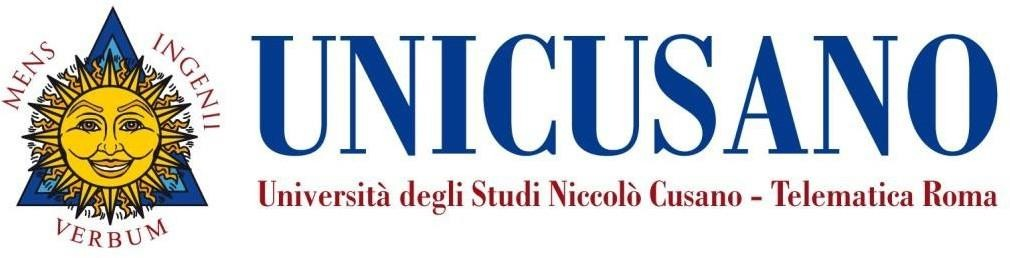 MENS INGENII VERBUM
UNICUSANO
Università degli Studi Niccolò Cusano - Telematica Roma